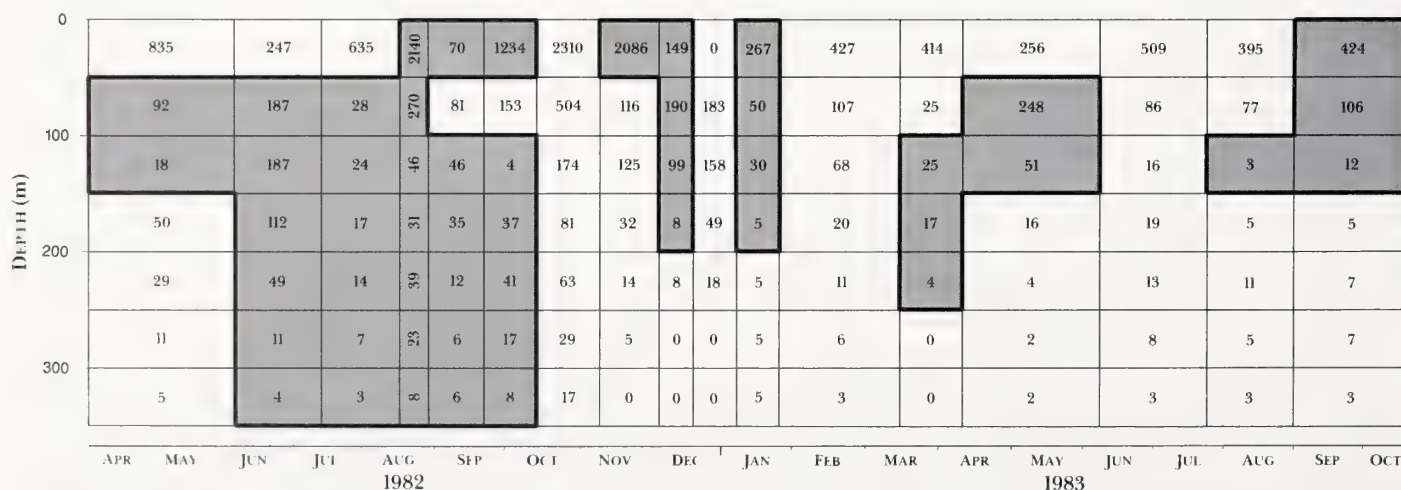 0
835 247 635 2140 70 1234 2310 2086 149 0 267 427 414 256 509 395 424
92 187 28 270 81 153 504 116 190 183 50 107 25 248 86 77 106
100
18 187 24 46 46 4 174 125 99 158 30 68 25 51 16 3 12
DEPTH (m)
50 112 17 31 35 37 81 32 8 49 5 20 17 16 19 5 5
200
29 49 14 39 12 41 63 14 8 18 5 11 4 4 13 11 7
11 11 7 23 6 17 29 5 0 0 5 6 0 2 8 5 7
300
5 4 3 8 6 8 17 0 0 0 5 3 0 2 3 3 3
APR MAY JUN JUL AUG SEP OCT NOV DEC JAN FEB MAR APR MAY JUN JUL AUG SEP OCT
1982 1983